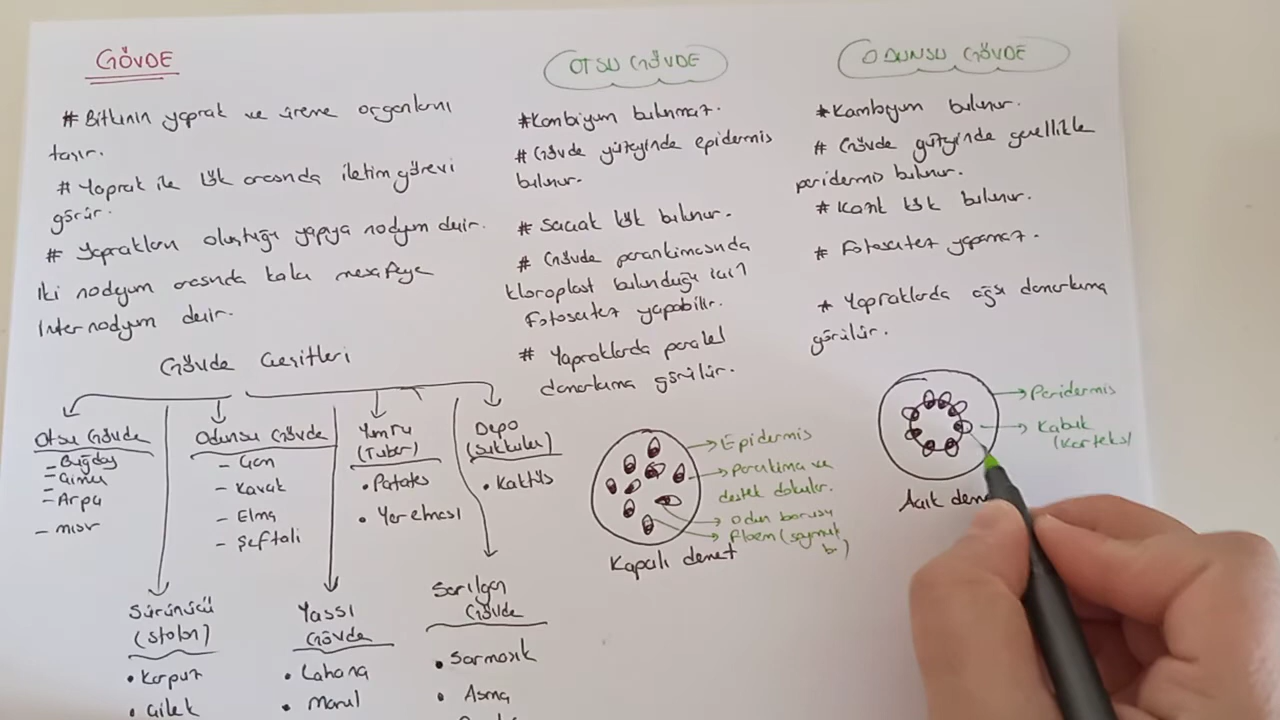 GÖVDE
# Bitkinin yaprak ve üreme organlarını
taşır.
# Yaprak ile kök arasında iletim görevi
görür.
# Yaprakların oluştuğu yapıya nodyum denir.
İki nodyum arasında kalan mesafeye
internodyum denir.
Gövde Çeşitleri
Otsu Gövde
- Buğday
- Çimen
- Arpa
- mısır
Odunsu Gövde
- Çam
- Kavak
- Elma
- Şeftali
Yumru
(Tuber)
• Patates
• Yer elması
Depo
(Sukkulen)
• Kaktüs
Sürünücü
(Stolon)
• Karpuz
• Çilek
Yassı
Gövde
• Lahana
• Marul
Sarılgan
Gövde
• Sarmaşık
• Asma
OTSU GÖVDE
* Kambiyum bulunmaz.
# Gövde yüzeyinde epidermis
bulunur.
* Saçak kök bulunur.
# Gövde parankimasında
kloroplast bulunduğu için
fotosentez yapabilir.
# Yapraklarda paralel
damarlanma görülür.
Epidermis
parankima ve
destek dokular.
odun borusu
floem (soymuk
b.)
Kapalı demet
ODUNSU GÖVDE
* Kambiyum bulunur.
# Gövde yüzeyinde genellikle
peridermis bulunur.
* Kazık kök bulunur.
# Fotosentez yapamaz.
* Yapraklarda ağsı damarlanma
görülür.
Peridermis
Kabuk
(Korteks)
Açık dem